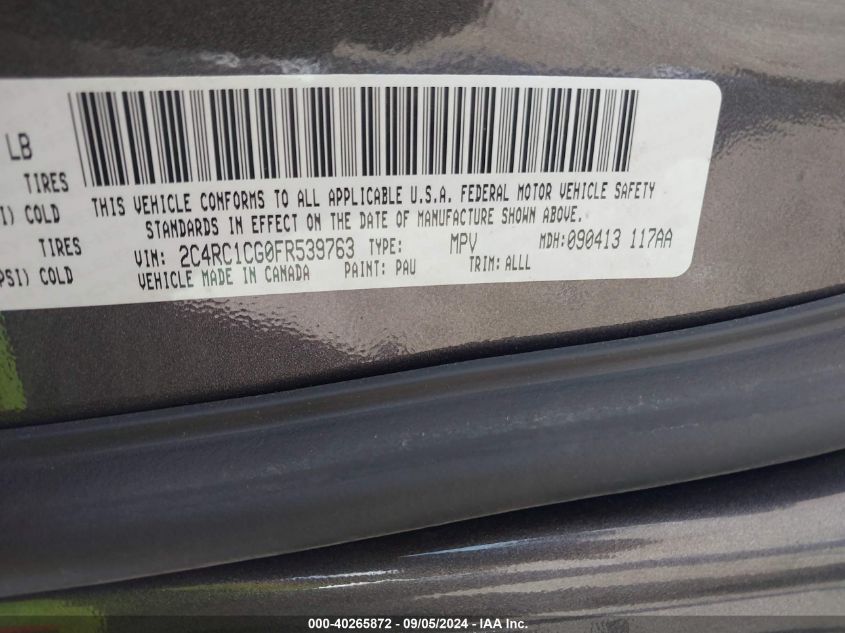 LB
TIRES
I) COLD
TIRES
PSI) COLD
THIS VEHICLE CONFORMS TO ALL APPLICABLE U.S.A. FEDERAL MOTOR VEHICLE SAFETY
STANDARDS IN EFFECT ON THE DATE OF MANUFACTURE SHOWN ABOVE.
VIN: 2C4RC1CG0FR539763 TYPE: MPV MDH:090413 117AA
VEHICLE MADE IN CANADA PAINT: PAU TRIM: ALLL
000-40265872 - 09/05/2024 - IAA Inc.